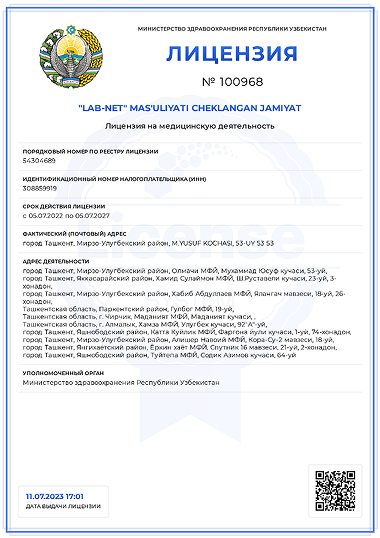 МИНИСТЕРСТВО ЗДРАВООХРАНЕНИЯ РЕСПУБЛИКИ УЗБЕКИСТАН
ЛИЦЕНЗИЯ
№ 100968
"LAB-NET" MAS'ULIYATI CHEKLANGAN JAMIYAT
Лицензия на медицинскую деятельность
ПОРЯДКОВЫЙ НОМЕР ПО РЕЕСТРУ ЛИЦЕНЗИИ
54304689
ИДЕНТИФИКАЦИОННЫЙ НОМЕР НАЛОГОПЛАТЕЛЬЩИКА (ИНН)
308859919
СРОК ДЕЙСТВИЯ ЛИЦЕНЗИИ
с 05.07.2022 по 05.07.2027
ФАКТИЧЕСКИЙ (ПОЧТОВЫЙ) АДРЕС
город Ташкент, Мирзо-Улугбекский район, M.YUSUF KOCHASI, 53-UY 53 53
АДРЕС ДЕЯТЕЛЬНОСТИ
город Ташкент, Мирзо-Улугбекский район, Олмачи МФЙ, Мухаммад Юсуф кучаси, 53-уй,
город Ташкент, Яккасарайский район, Хамид Сулаймон МФЙ, Ш.Руставели кучаси, 23-уй, 3-
хонадон,
город Ташкент, Мирзо-Улугбекский район, Хабиб Абдуллаев МФЙ, Ялангач мавзеси, 18-уй, 26-
хонадон,
Ташкентская область, Паркентский район, Гулбог МФЙ, 19-уй,
Ташкентская область, г. Чирчик, Маданият МФЙ, Маданият кучаси, ,
Ташкентская область, г. Алмалык, Хамза МФЙ, Улугбек кучаси, 92"А"-уй,
город Ташкент, Яшнободский район, Катта Куйлик МФЙ, Фаргона йули кучаси, 1-уй, 74-хонадон,
город Ташкент, Мирзо-Улугбекский район, Алишер Навоий МФЙ, Кора-Су-2 мавзеси, 18-уй,
город Ташкент, Янгихаётский район, Ёркин хаёт МФЙ, Спутник 16 мавзеси, 21-уй, 2-хонадон,
город Ташкент, Яшнободский район, Туйтепа МФЙ, Содик Азимов кучаси, 64-уй
УПОЛНОМОЧЕННЫЙ ОРГАН
Министерство здравоохранения Республики Узбекистан
11.07.2023 17:01
ДАТА ВЫДАЧИ ЛИЦЕНЗИИ